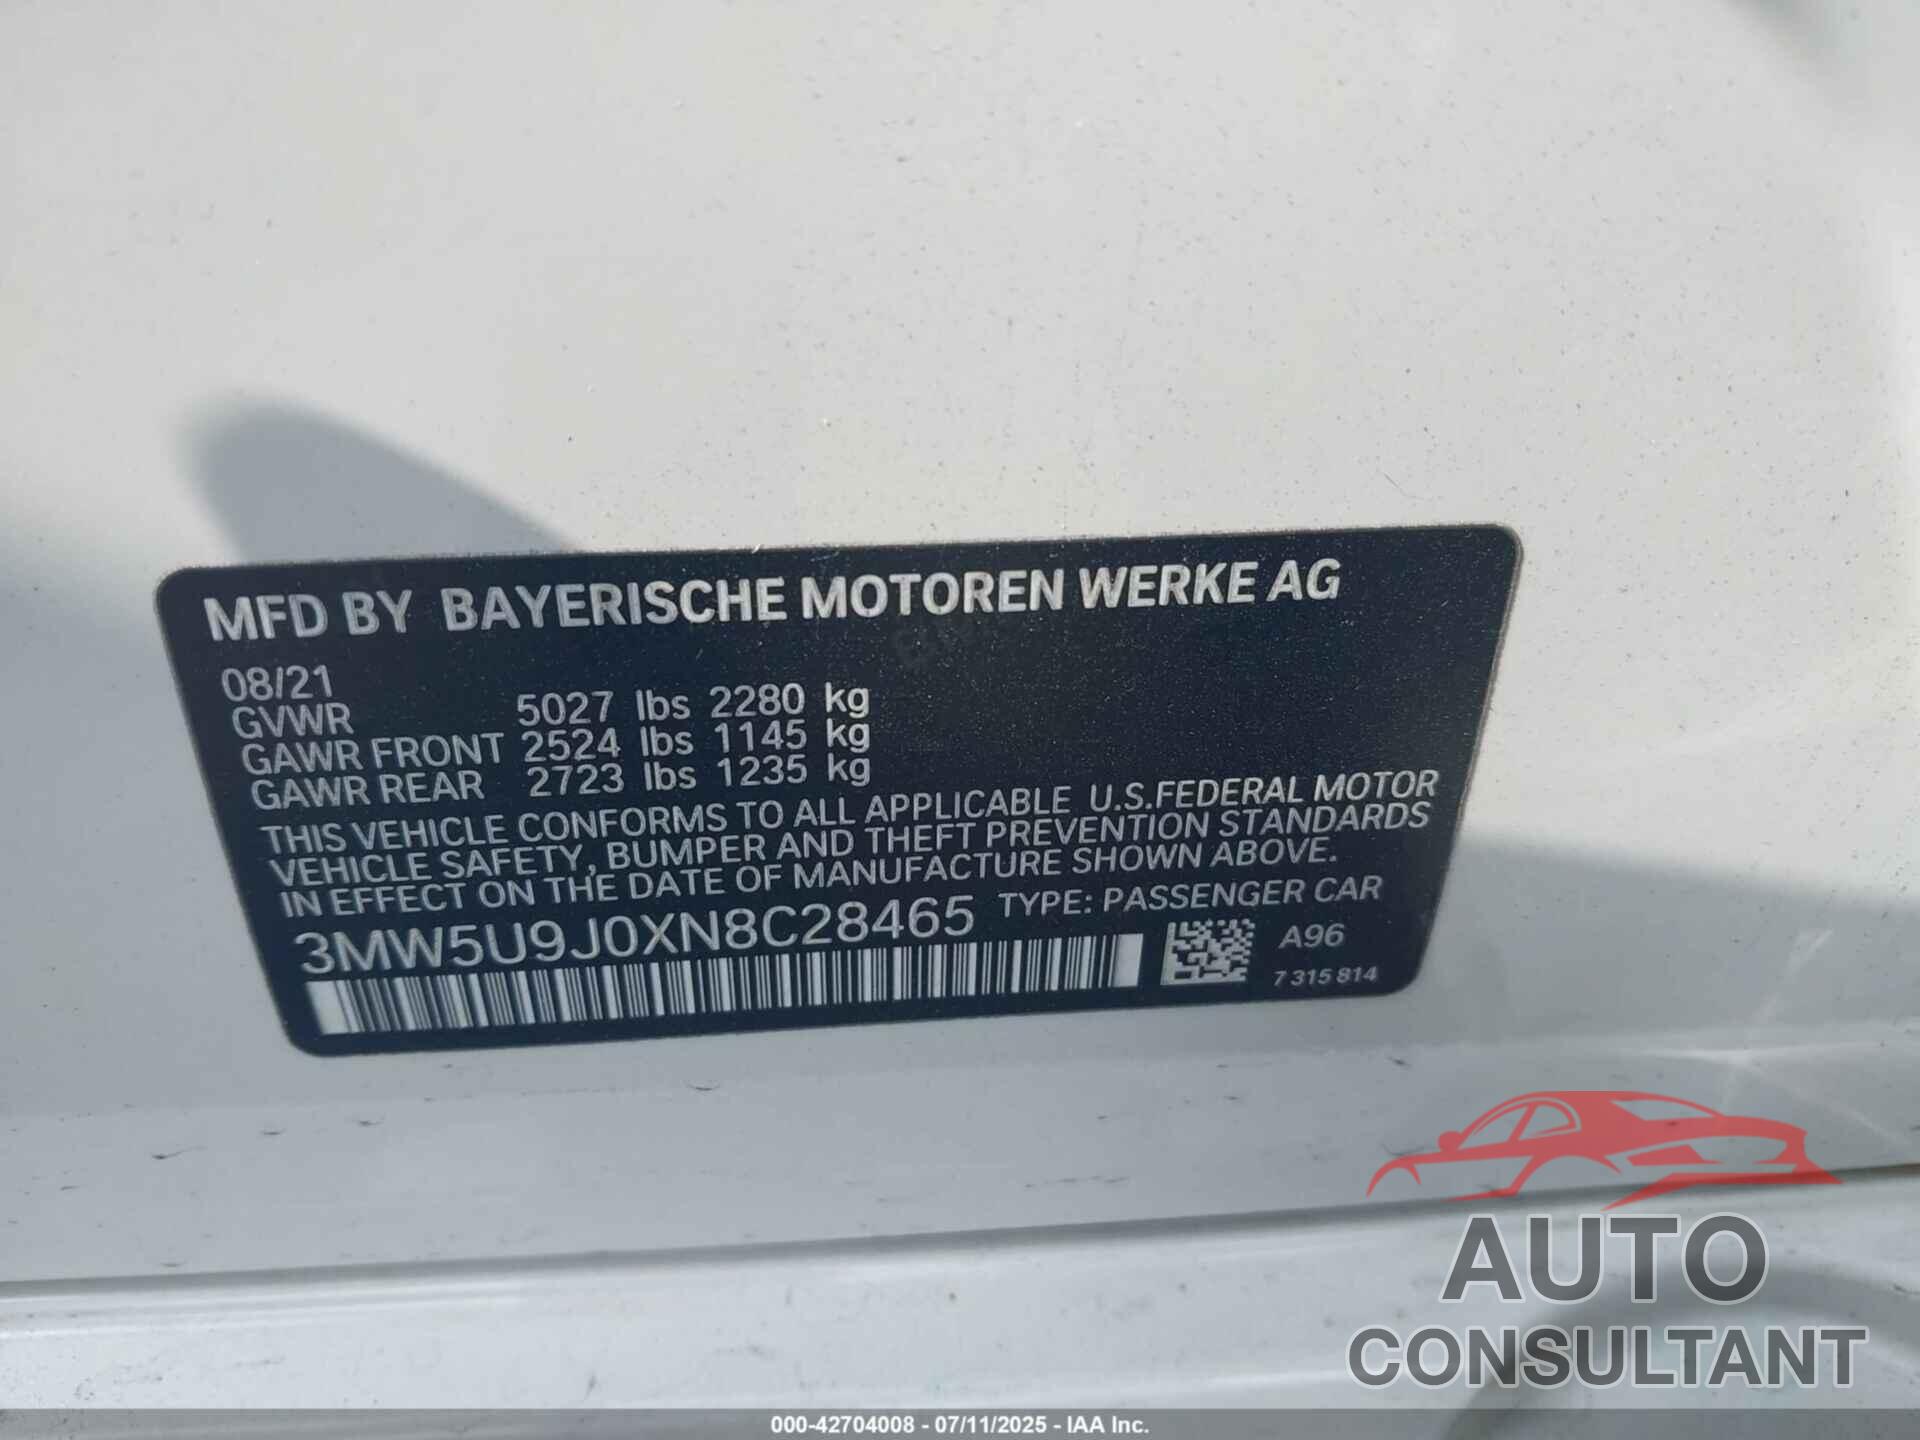 MFD BY BAYERISCHE MOTOREN WERKE AG
08/21
GVWR 5027 lbs 2280 kg
GAWR FRONT 2524 lbs 1145 kg
GAWR REAR 2723 lbs 1235 kg
THIS VEHICLE CONFORMS TO ALL APPLICABLE U.S.FEDERAL MOTOR
VEHICLE SAFETY, BUMPER AND THEFT PREVENTION STANDARDS
IN EFFECT ON THE DATE OF MANUFACTURE SHOWN ABOVE.
3MW5U9J0XN8C28465 TYPE: PASSENGER CAR
A96
7 315 814
AUTO
CONSULTANT
000-42704008 - 07/11/2025 - IAA Inc.